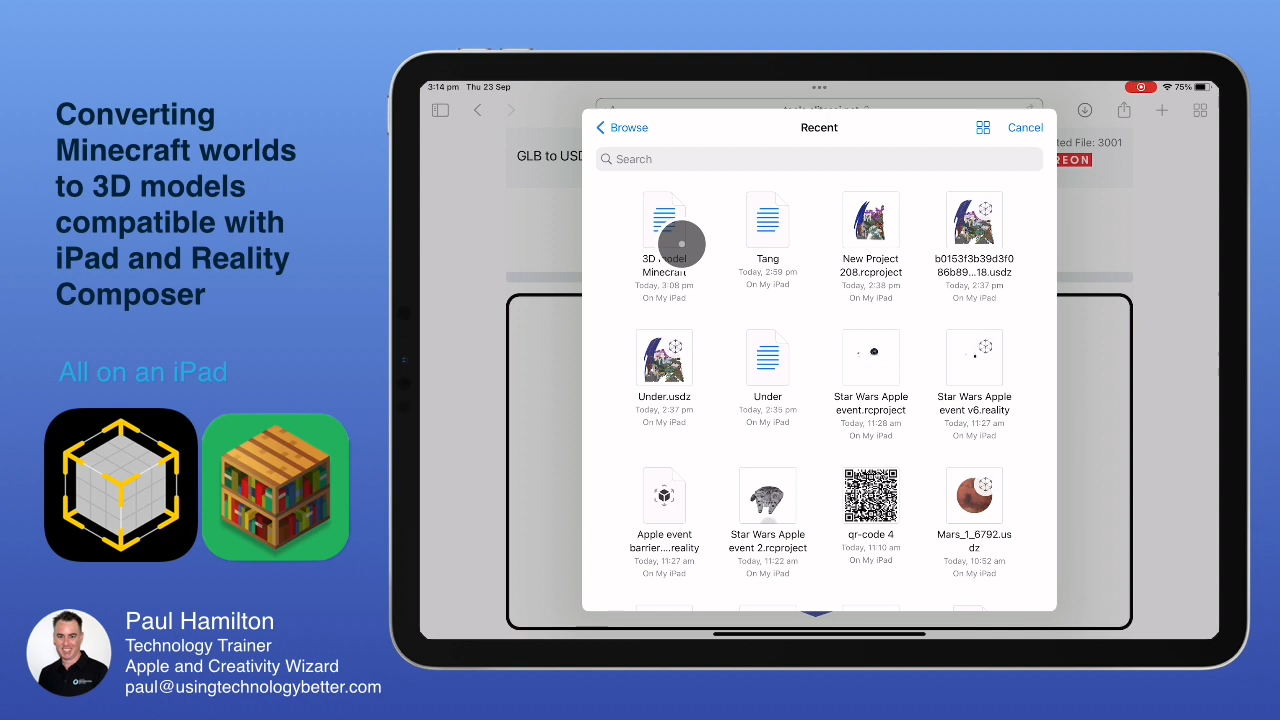 Converting
Minecraft worlds
to 3D models
compatible with
iPad and Reality
Composer
All on an iPad
Paul Hamilton
Technology Trainer
Apple and Creativity Wizard
paul@usingtechnologybetter.com
3:14 pm Thu 23 Sep
75%
GLB to USD
ted File: 3001
REON
Browse
Recent
Cancel
Search
3D model
Minecraft
Today, 3:08 pm
On My iPad
Tang
Today, 2:59 pm
On My iPad
New Project
208.rcproject
Today, 2:38 pm
On My iPad
b0153f3b39d3f0
86b89...18.usdz
Today, 2:37 pm
On My iPad
Under.usdz
Today, 2:37 pm
On My iPad
Under
Today, 2:35 pm
On My iPad
Star Wars Apple
event.rcproject
Today, 11:28 am
On My iPad
Star Wars Apple
event v6.reality
Today, 11:27 am
On My iPad
Apple event
barrier....reality
Today, 11:27 am
On My iPad
Star Wars Apple
event 2.rcproject
Today, 11:22 am
On My iPad
qr-code 4
Today, 11:10 am
On My iPad
Mars_1_6792.us
dz
Today, 10:52 am
On My iPad